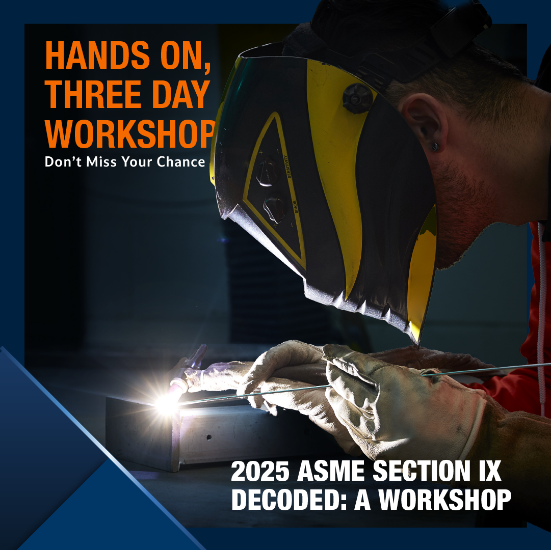 HANDS ON,
THREE DAY
WORKSHOP
Don't Miss Your Chance
2025 ASME SECTION IX
DECODED: A WORKSHOP